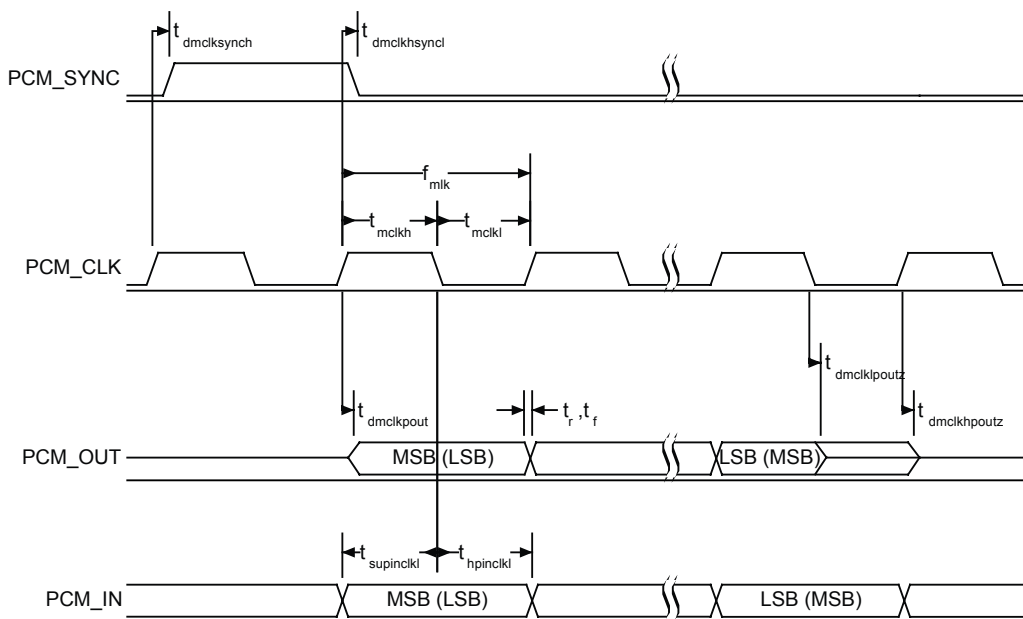 t dmclksynch
t dmclkhsyncl
PCM_SYNC
f mlk
t mclkh
t mclkl
PCM_CLK
t dmclklpoutz
t dmclkpout
t r ,t f
t dmclkhpoutz
PCM_OUT
MSB (LSB)
LSB (MSB)
t supinclkl
t hpinclkl
PCM_IN
MSB (LSB)
LSB (MSB)